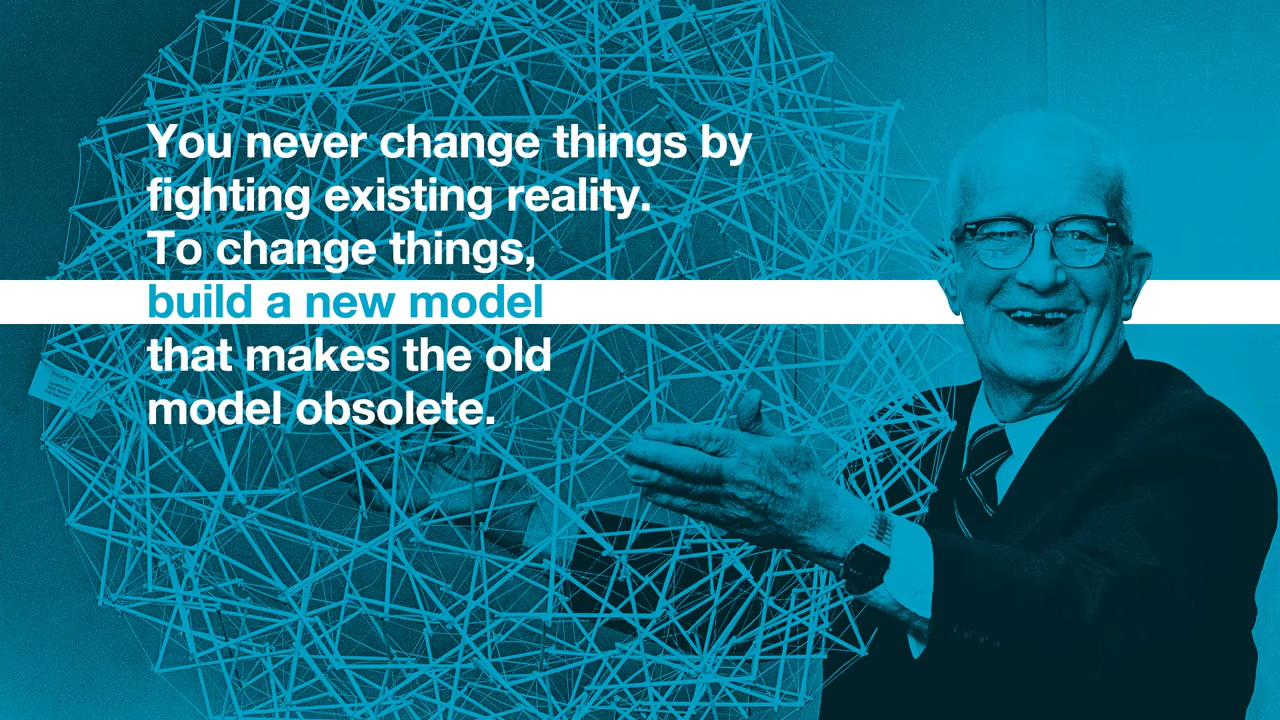 You never change things by
fighting existing reality.
To change things,
build a new model
that makes the old
model obsolete.